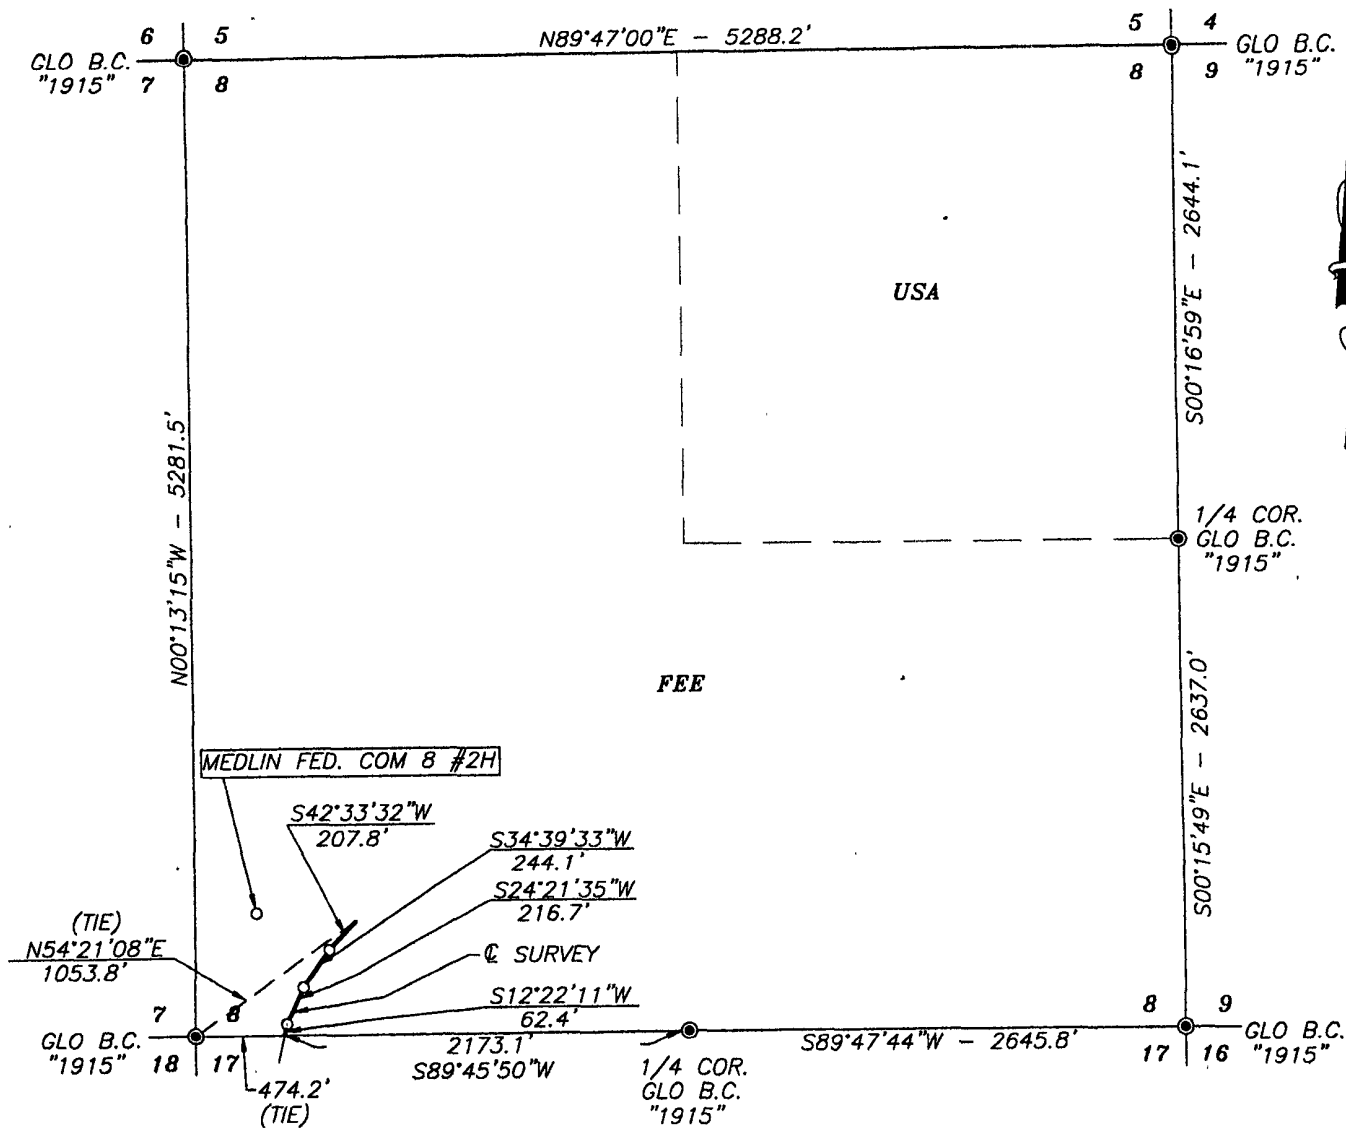 6 5
N89°47'00"E - 5288.2'
5 4
GLO B.C.
"1915"
7 8
8 9
GLO B.C.
"1915"
S00°16'59"E - 2644.1'
USA
N00°13'15"W - 5281.5'
1/4 COR.
GLO B.C.
"1915"
FEE
S00°15'49"E - 2637.0'
MEDLIN FED. COM 8 #2H
S42°33'32"W
207.8'
S34°39'33"W
244.1'
S24°21'35"W
216.7'
(TIE)
N54°21'08"E
1053.8'
℄ SURVEY
S12°22'11"W
62.4'
7 8
8 9
GLO B.C.
"1915"
18 17
2173.1'
S89°45'50"W
S89°47'44"W - 2645.8'
17 16
GLO B.C.
"1915"
474.2'
(TIE)
1/4 COR.
GLO B.C.
"1915"